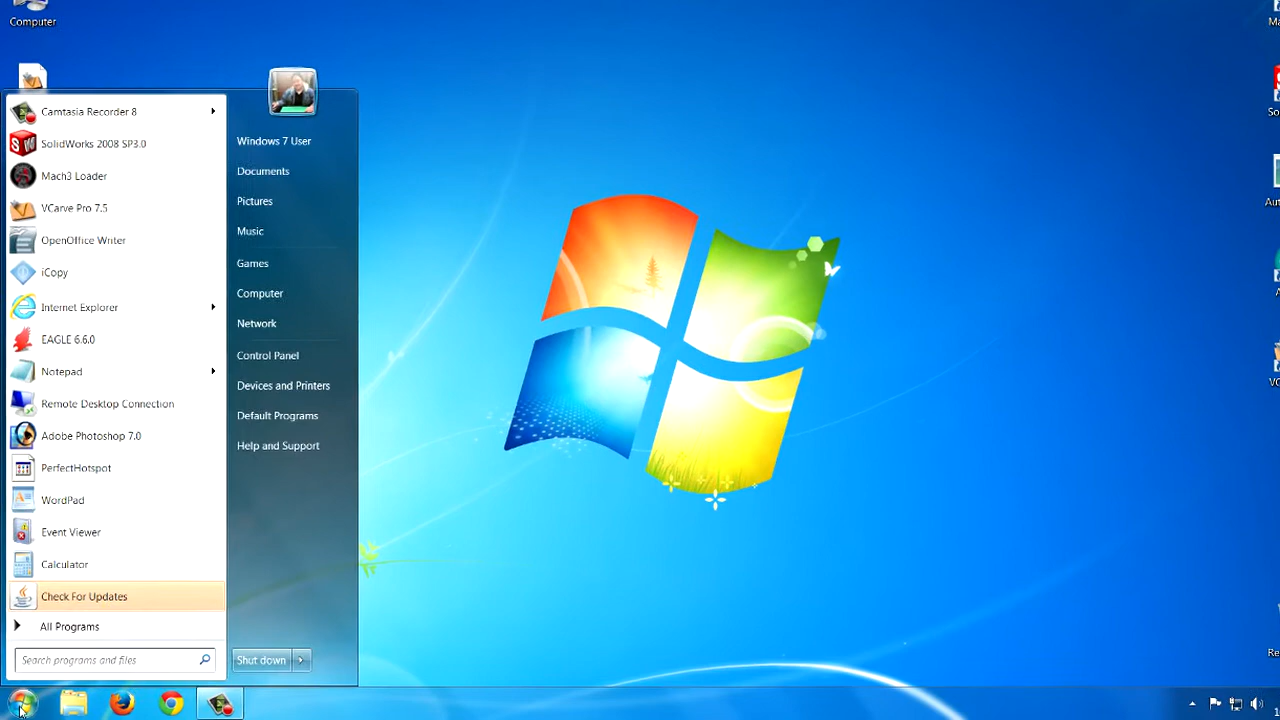 Computer
Camtasia Recorder 8
SolidWorks 2008 SP3.0
Mach3 Loader
VCarve Pro 7.5
OpenOffice Writer
iCopy
Internet Explorer
EAGLE 6.6.0
Notepad
Remote Desktop Connection
Adobe Photoshop 7.0
PerfectHotspot
WordPad
Event Viewer
Calculator
Check For Updates
All Programs
Search programs and files
Windows 7 User
Documents
Pictures
Music
Games
Computer
Network
Control Panel
Devices and Printers
Default Programs
Help and Support
Shut down